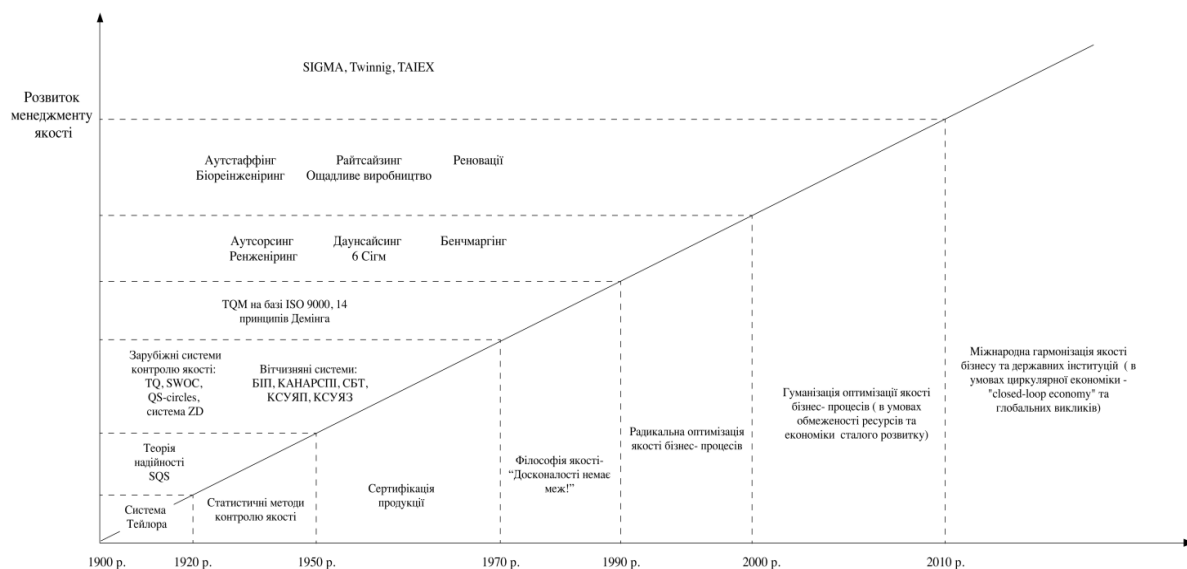 SIGMA, Twinnig, TAIEX
Розвиток
менеджменту
якості
Аутстаффінг
Біореінженіринг
Райтсайзинг
Ощадливе виробництво
Реновації
Аутсорсинг
Ренженіринг
Даунсайсинг
6 Сігм
Бенчмаргінг
TQM на базі ISO 9000, 14
принципів Демінга
Зарубіжні системи
контролю якості:
TQ, SWOC,
QS-circles,
система ZD
Вітчизняні системи:
БІП, КАНАРСПІ, СБТ,
КСУЯП, КСУЯЗ
Теорія
надійності
SQS
Система
Тейлора
Статистичні методи
контролю якості
Сертифікація
продукції
Філософія якості-
“Досконалості немає
меж!”
Радикальна оптимізація
якості бізнес- процесів
Гуманізація оптимізації якості
бізнес- процесів ( в умовах
обмеженості ресурсів та
економіки сталого розвитку)
Міжнародна гармонізація якості
бізнесу та державних інституцій ( в
умовах циркулярної економіки -
"closed-loop economy" та
глобальних викликів)
1900 р.
1920 р.
1950 р.
1970 р.
1990 р.
2000 р.
2010 р.